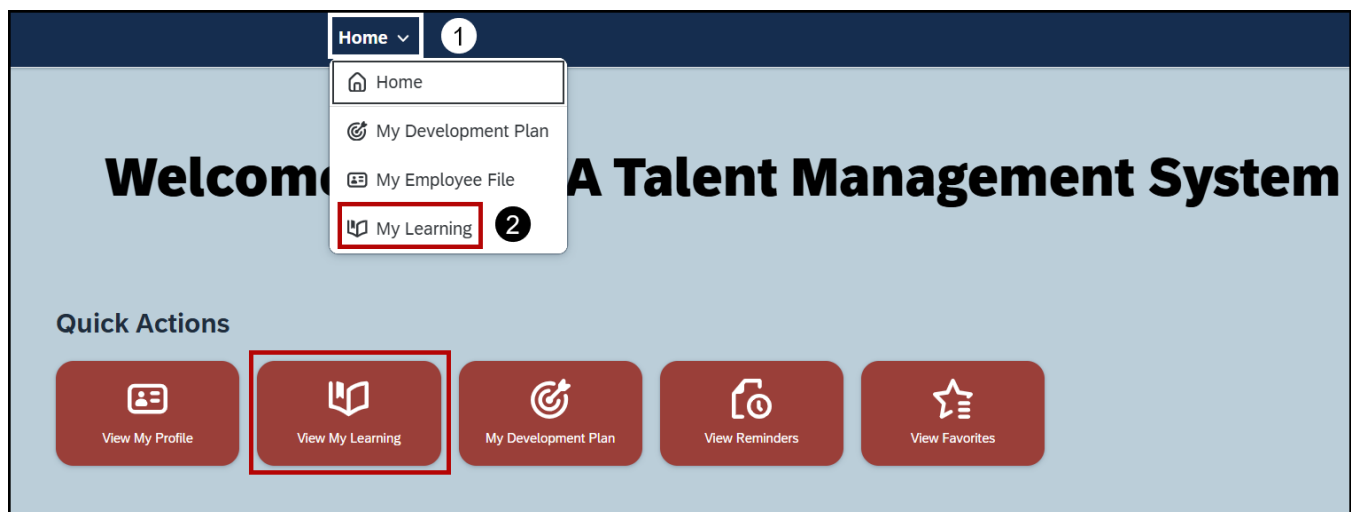 Home
1
Home
My Development Plan
Welcom A Talent Management System
My Employee File
My Learning
2
Quick Actions
View My Profile
View My Learning
My Development Plan
View Reminders
View Favorites